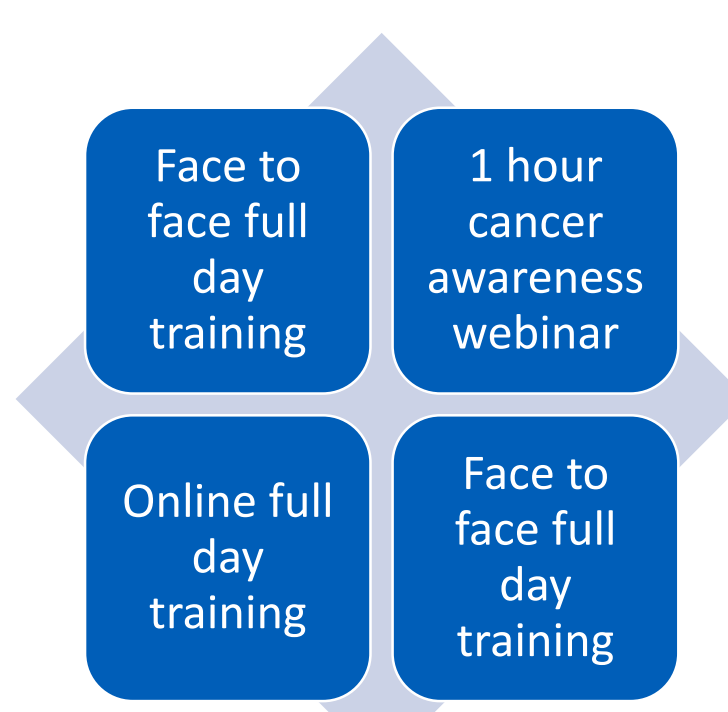 Face to
face full
day
training
1 hour
cancer
awareness
webinar
Online full
day
training
Face to
face full
day
training